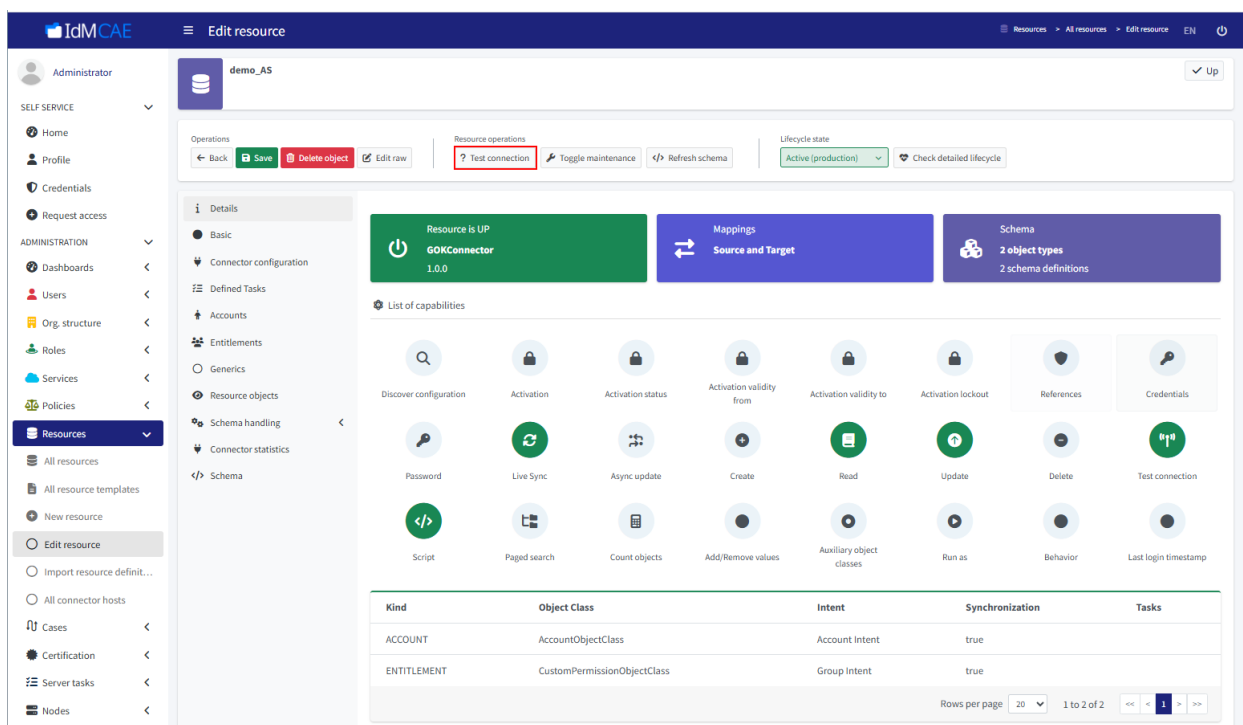 IdMCAE
Edit resource
Resources > All resources > Edit resource
EN
Administrator
SELF SERVICE
Home
Profile
Credentials
Request access
ADMINISTRATION
Dashboards
Users
Org. structure
Roles
Services
Policies
Resources
All resources
All resource templates
New resource
Edit resource
Import resource definit...
All connector hosts
Cases
Certification
Server tasks
Nodes
demo_AS
Up
Operations
Back
Save
Delete object
Edit raw
Resource operations
? Test connection
Toggle maintenance
</> Refresh schema
Lifecycle state
Active (production)
Check detailed lifecycle
Details
Basic
Connector configuration
Defined Tasks
Accounts
Entitlements
Generics
Resource objects
Schema handling
Connector statistics
</> Schema
Resource is UP
GOKConnector
1.0.0
Mappings
Source and Target
Schema
2 object types
2 schema definitions
List of capabilities
Discover configuration
Activation
Activation status
Activation validity
from
Activation validity to
Activation lockout
References
Credentials
Password
Live Sync
Async update
Create
Read
Update
Delete
Test connection
</>
Script
Paged search
Count objects
Add/Remove values
Auxiliary object
classes
Run as
Behavior
Last login timestamp
Kind Object Class Intent Synchronization Tasks
ACCOUNT AccountObjectClass Account Intent true
ENTITLEMENT CustomPermissionObjectClass Group Intent true
Rows per page 20 1 to 2 of 2 << < 1 > >>